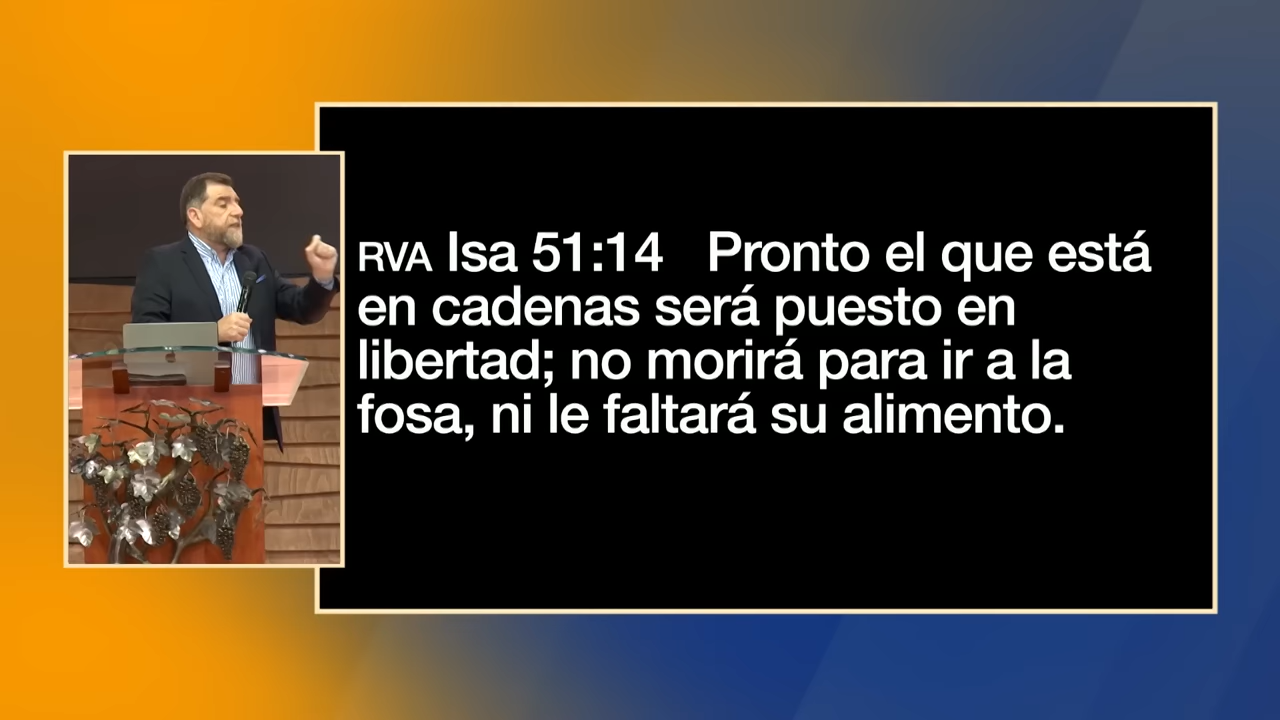 RVA Isa 51:14 Pronto el que está
en cadenas será puesto en
libertad; no morirá para ir a la
fosa, ni le faltará su alimento.